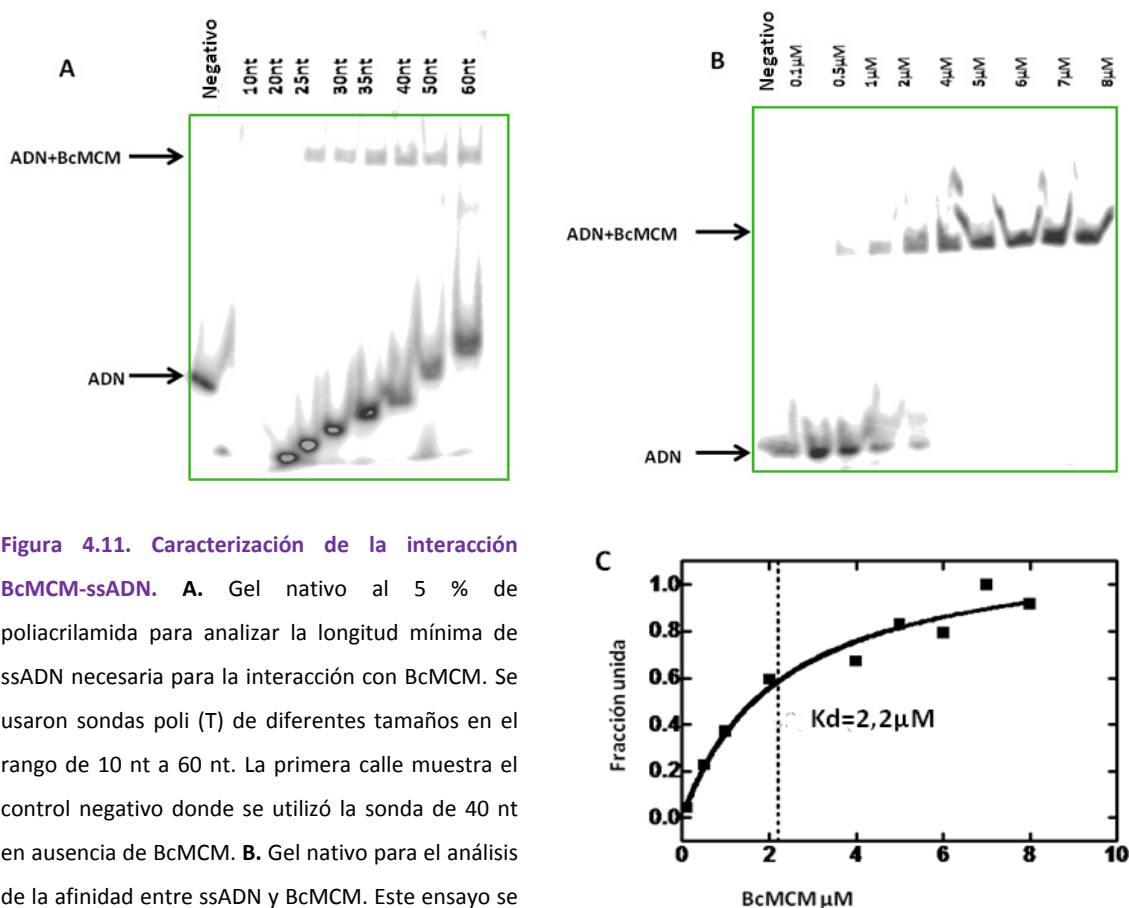 A
Negativo
10nt
20nt
25nt
30nt
35nt
40nt
50nt
60nt
ADN+BcMCM
ADN
B
Negativo
0.1µM
0.5µM
1µM
2µM
4µM
5µM
6µM
7µM
8µM
ADN+BcMCM
ADN
Figura 4.11. Caracterización de la interacción
BcMCM-ssADN. A. Gel nativo al 5 % de
poliacrilamida para analizar la longitud mínima de
ssADN necesaria para la interacción con BcMCM. Se
usaron sondas poli (T) de diferentes tamaños en el
rango de 10 nt a 60 nt. La primera calle muestra el
control negativo donde se utilizó la sonda de 40 nt
en ausencia de BcMCM. B. Gel nativo para el análisis
de la afinidad entre ssADN y BcMCM. Este ensayo se
C
Fracción unida
1.0
0.8
0.6
0.4
0.2
0.0
Kd=2,2µM
0 2 4 6 8 10
BcMCM µM